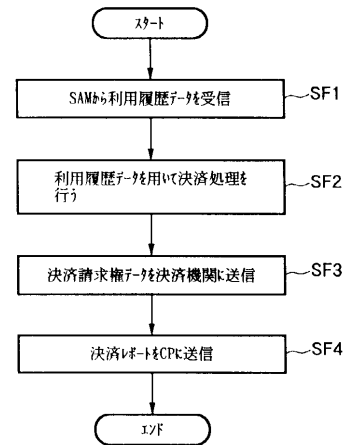 スタート
SAMから利用履歴データを受信
SF1
利用履歴データを用いて決済処理を
行う
SF2
決済請求権データを決済機関に送信
SF3
決済レポートをCPに送信
SF4
エンド